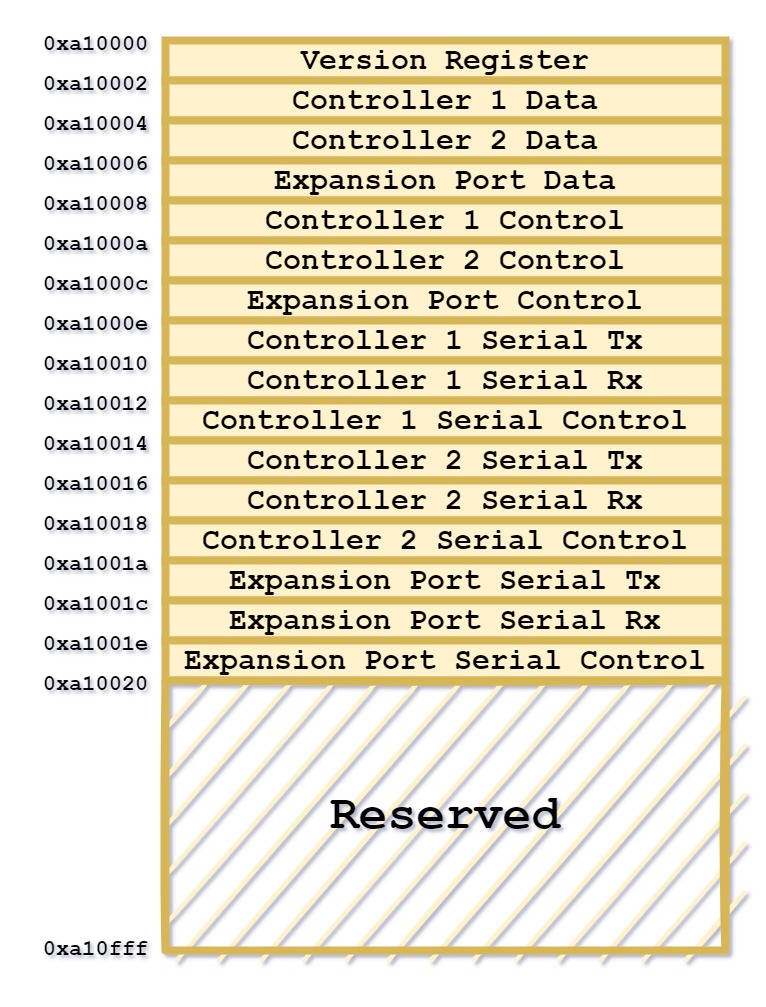 0xa10000
Version Register
0xa10002
Controller 1 Data
0xa10004
Controller 2 Data
0xa10006
Expansion Port Data
0xa10008
Controller 1 Control
0xa1000a
Controller 2 Control
0xa1000c
Expansion Port Control
0xa1000e
Controller 1 Serial Tx
0xa10010
Controller 1 Serial Rx
0xa10012
Controller 1 Serial Control
0xa10014
Controller 2 Serial Tx
0xa10016
Controller 2 Serial Rx
0xa10018
Controller 2 Serial Control
0xa1001a
Expansion Port Serial Tx
0xa1001c
Expansion Port Serial Rx
0xa1001e
Expansion Port Serial Control
0xa10020
Reserved
0xa10fff